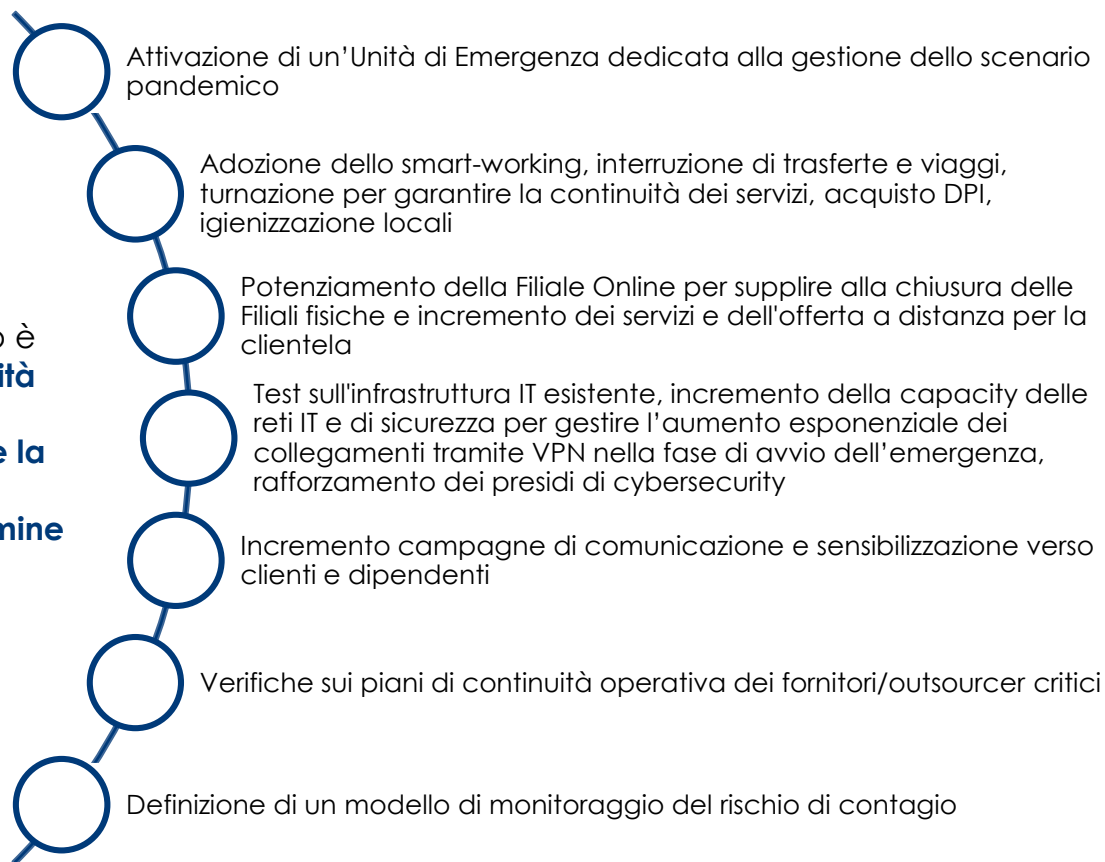 Attivazione di un’Unità di Emergenza dedicata alla gestione dello scenario
pandemico
Adozione dello smart-working, interruzione di trasferte e viaggi,
turnazione per garantire la continuità dei servizi, acquisto DPI,
igienizzazione locali
Potenziamento della Filiale Online per supplire alla chiusura delle
Filiali fisiche e incremento dei servizi e dell'offerta a distanza per la
clientela
è
Test sull'infrastruttura IT esistente, incremento della capacity delle
reti IT e di sicurezza per gestire l’aumento esponenziale dei
collegamenti tramite VPN nella fase di avvio dell’emergenza,
rafforzamento dei presidi di cybersecurity
la
Incremento campagne di comunicazione e sensibilizzazione verso
clienti e dipendenti
Verifiche sui piani di continuità operativa dei fornitori/outsourcer critici
Definizione di un modello di monitoraggio del rischio di contagio